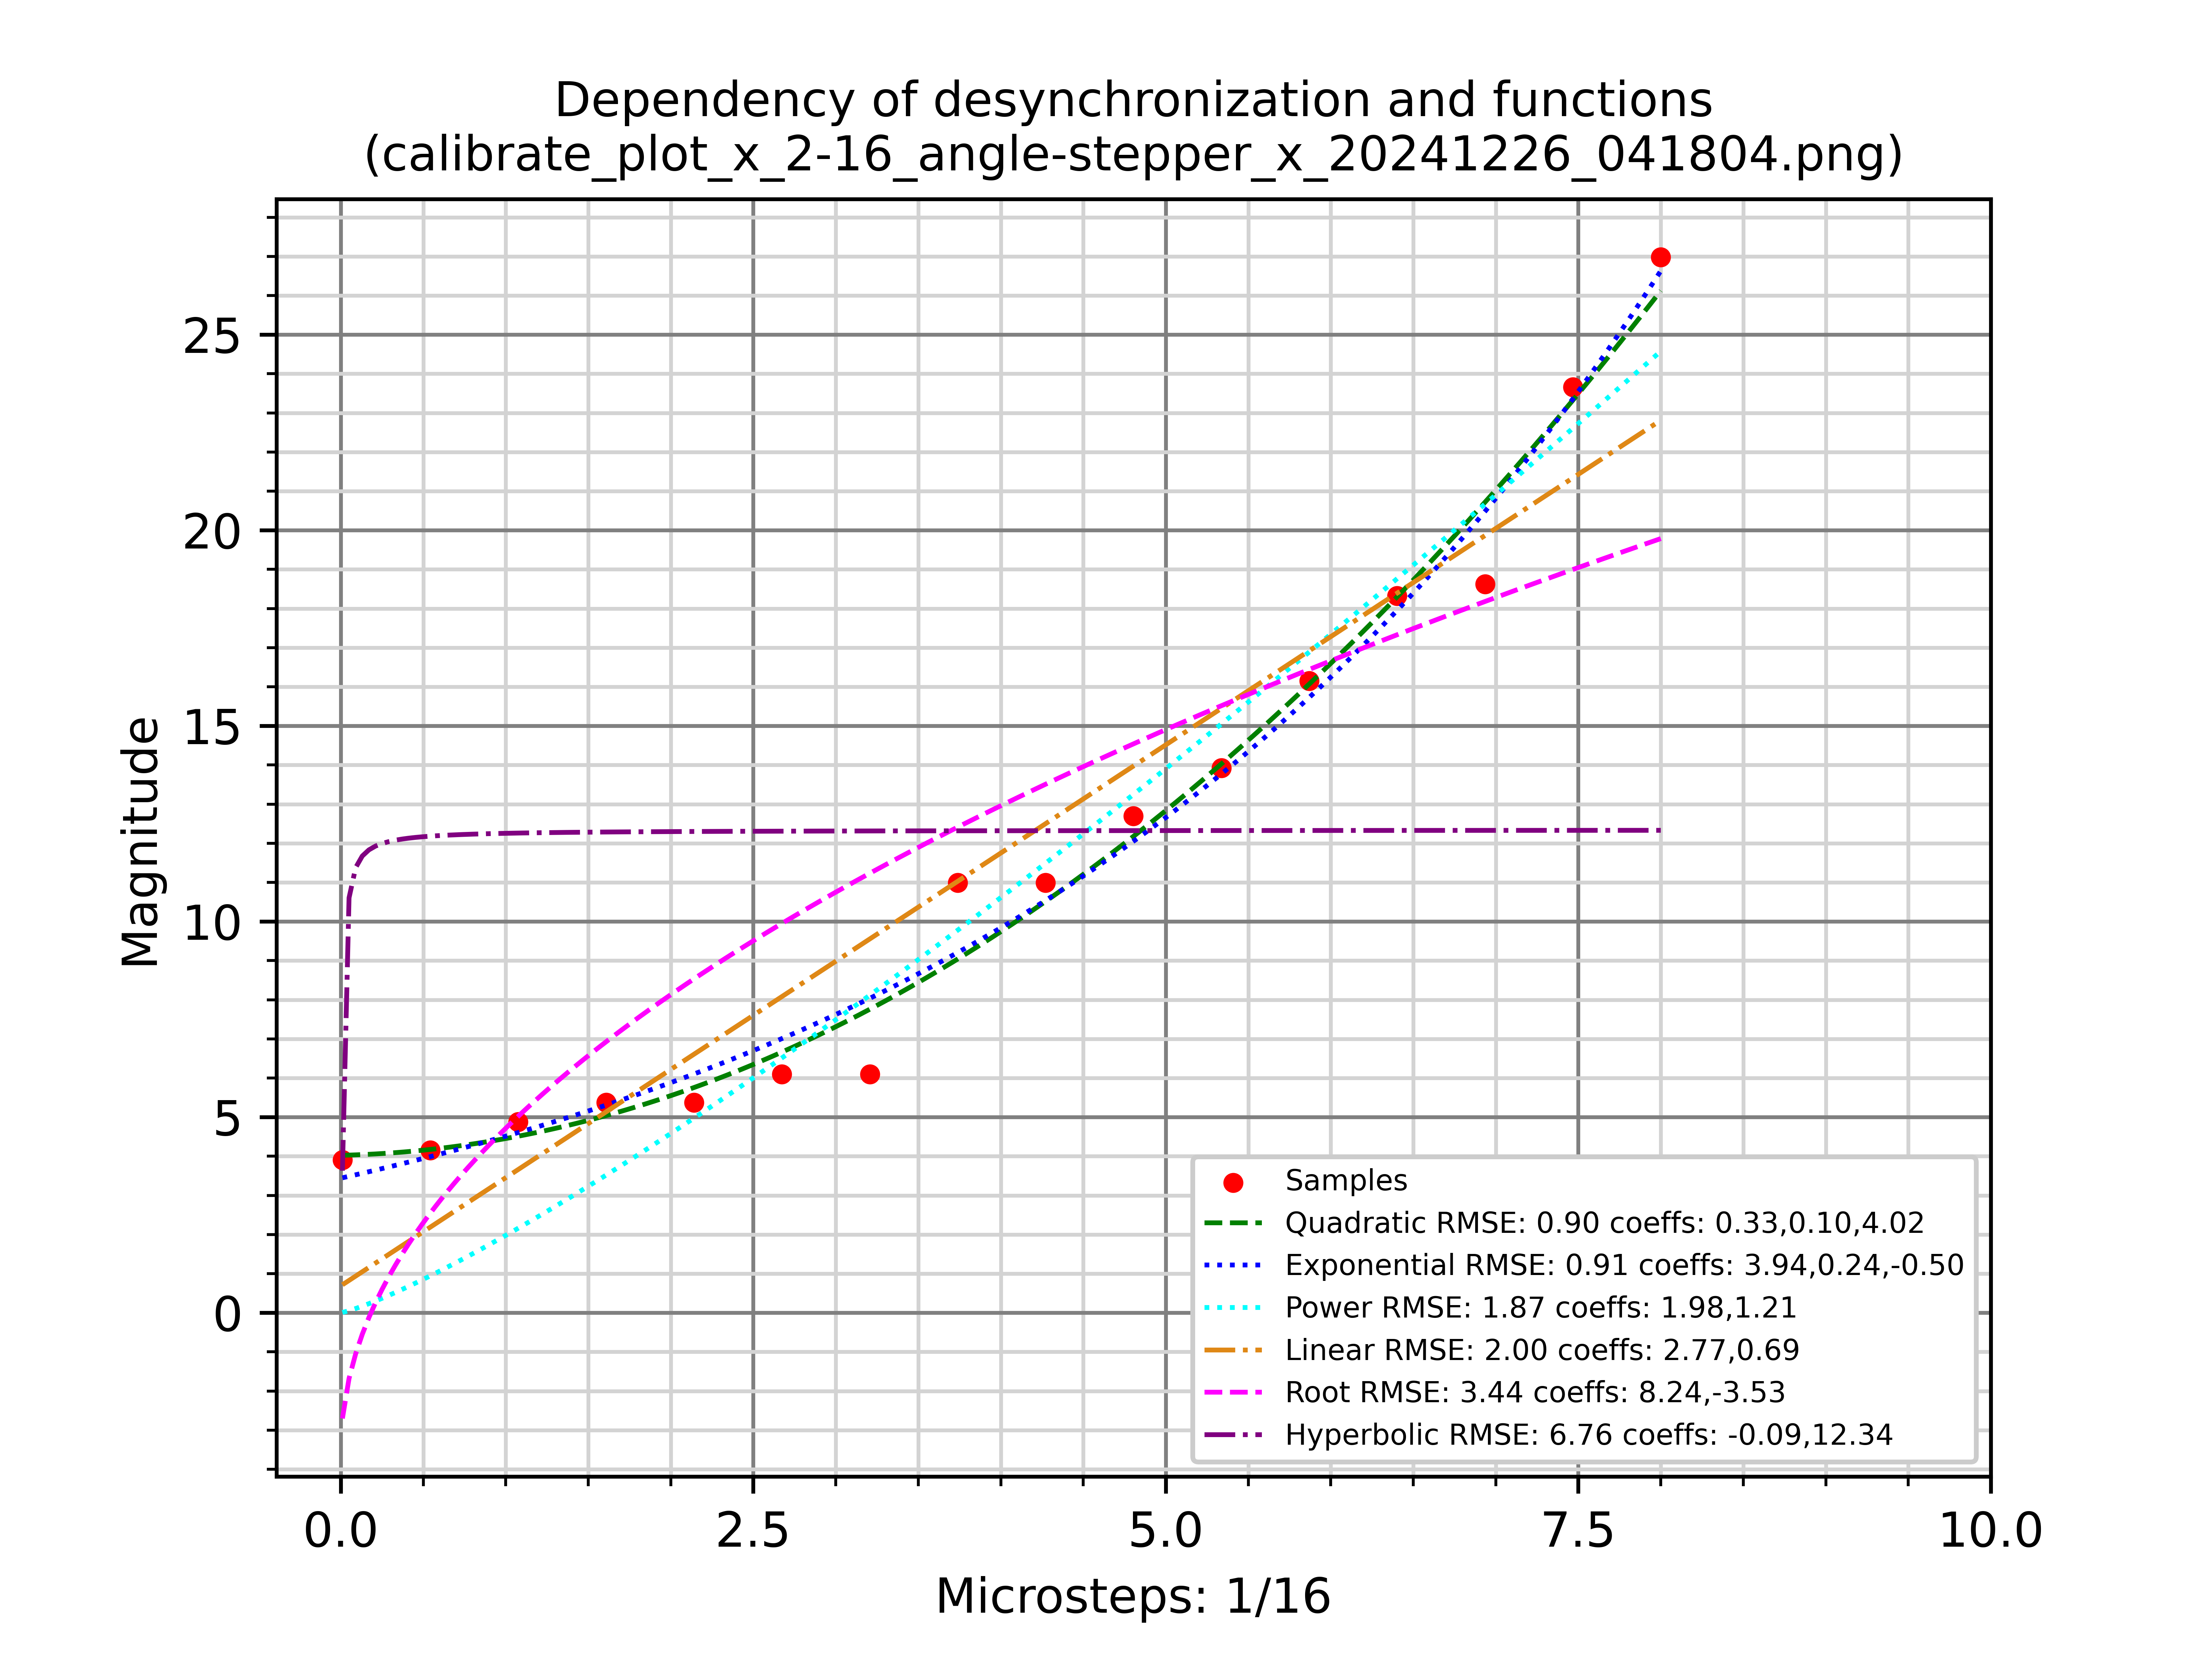 Dependency of desynchronization and functions
(calibrate_plot_x_2-16_angle-stepper_x_20241226_041804.png)
Magnitude
25
20
15
10
5
0
Samples
Quadratic RMSE: 0.90 coeffs: 0.33,0.10,4.02
Exponential RMSE: 0.91 coeffs: 3.94,0.24,-0.50
Power RMSE: 1.87 coeffs: 1.98,1.21
Linear RMSE: 2.00 coeffs: 2.77,0.69
Root RMSE: 3.44 coeffs: 8.24,-3.53
Hyperbolic RMSE: 6.76 coeffs: -0.09,12.34
0.0 2.5 5.0 7.5 10.0
Microsteps: 1/16